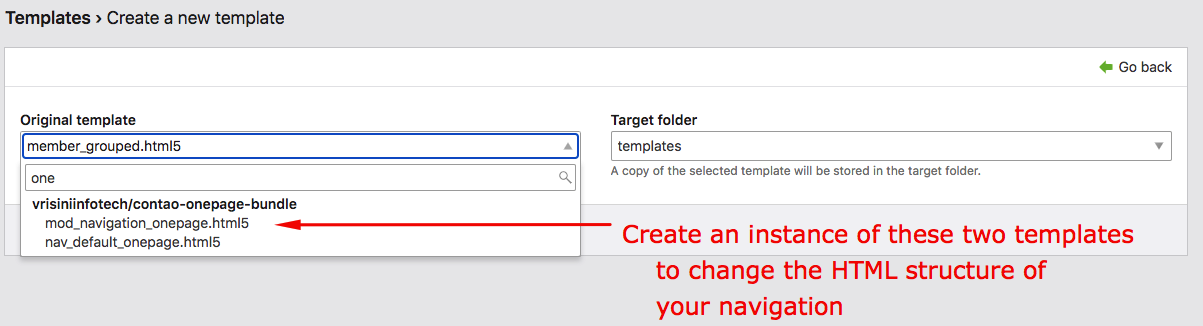 Templates › Create a new template
Go back
Original template
member_grouped.html5
one
vrisiniinfotech/contao-onepage-bundle
mod_navigation_onepage.html5
nav_default_onepage.html5
Target folder
templates
A copy of the selected template will be stored in the target folder.
Create an instance of these two templates
to change the HTML structure of
your navigation